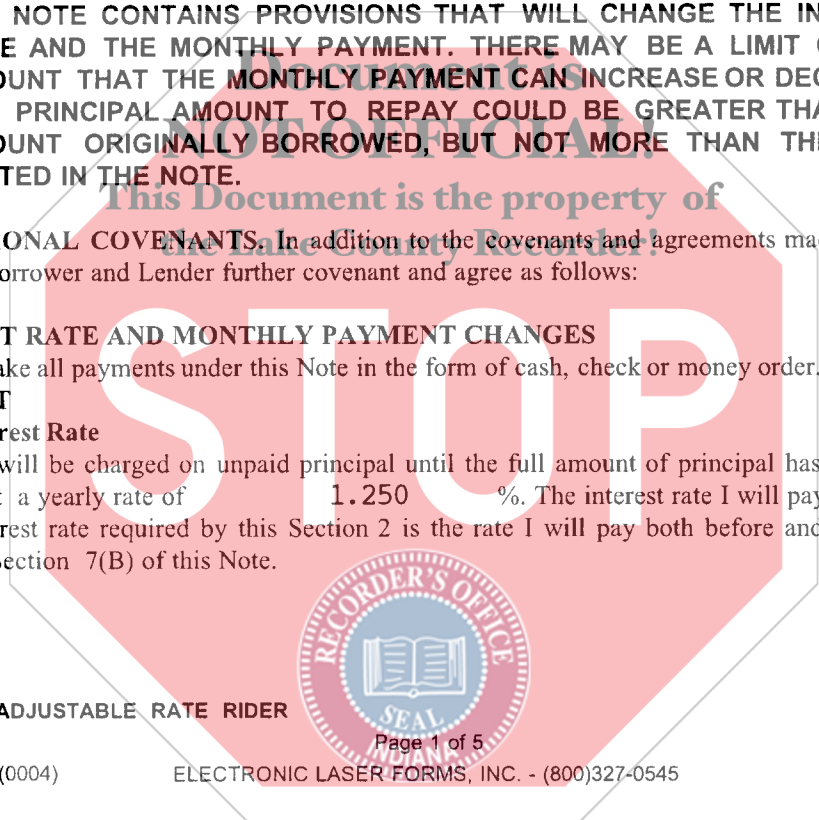 NOTE CONTAINS PROVISIONS THAT WILL CHANGE THE IN
E AND THE MONTHLY PAYMENT. THERE MAY BE A LIMIT
OUNT THAT THE MONTHLY PAYMENT CAN INCREASE OR DEC
PRINCIPAL AMOUNT TO REPAY COULD BE GREATER THA
OUNT ORIGINALLY BORROWED, BUT NOT MORE THAN THE
TED IN THE NOTE.
Document is
NOT OFFICIAL!
This Document is the property of
the Lake County Recorder!
IONAL COVENANTS. In addition to the covenants and agreements ma
orrower and Lender further covenant and agree as follows:
T RATE AND MONTHLY PAYMENT CHANGES
ake all payments under this Note in the form of cash, check or money order.
T
rest Rate
will be charged on unpaid principal until the full amount of principal has
t a yearly rate of 1.250 %. The interest rate I will pay
rest rate required by this Section 2 is the rate I will pay both before and
Section 7(B) of this Note.
STOP
RECORDER'S OFFICE
SEAL
INDIANA
ADJUSTABLE RATE RIDER
Page 1 of 5
(0004) ELECTRONIC LASER FORMS, INC. - (800)327-0545